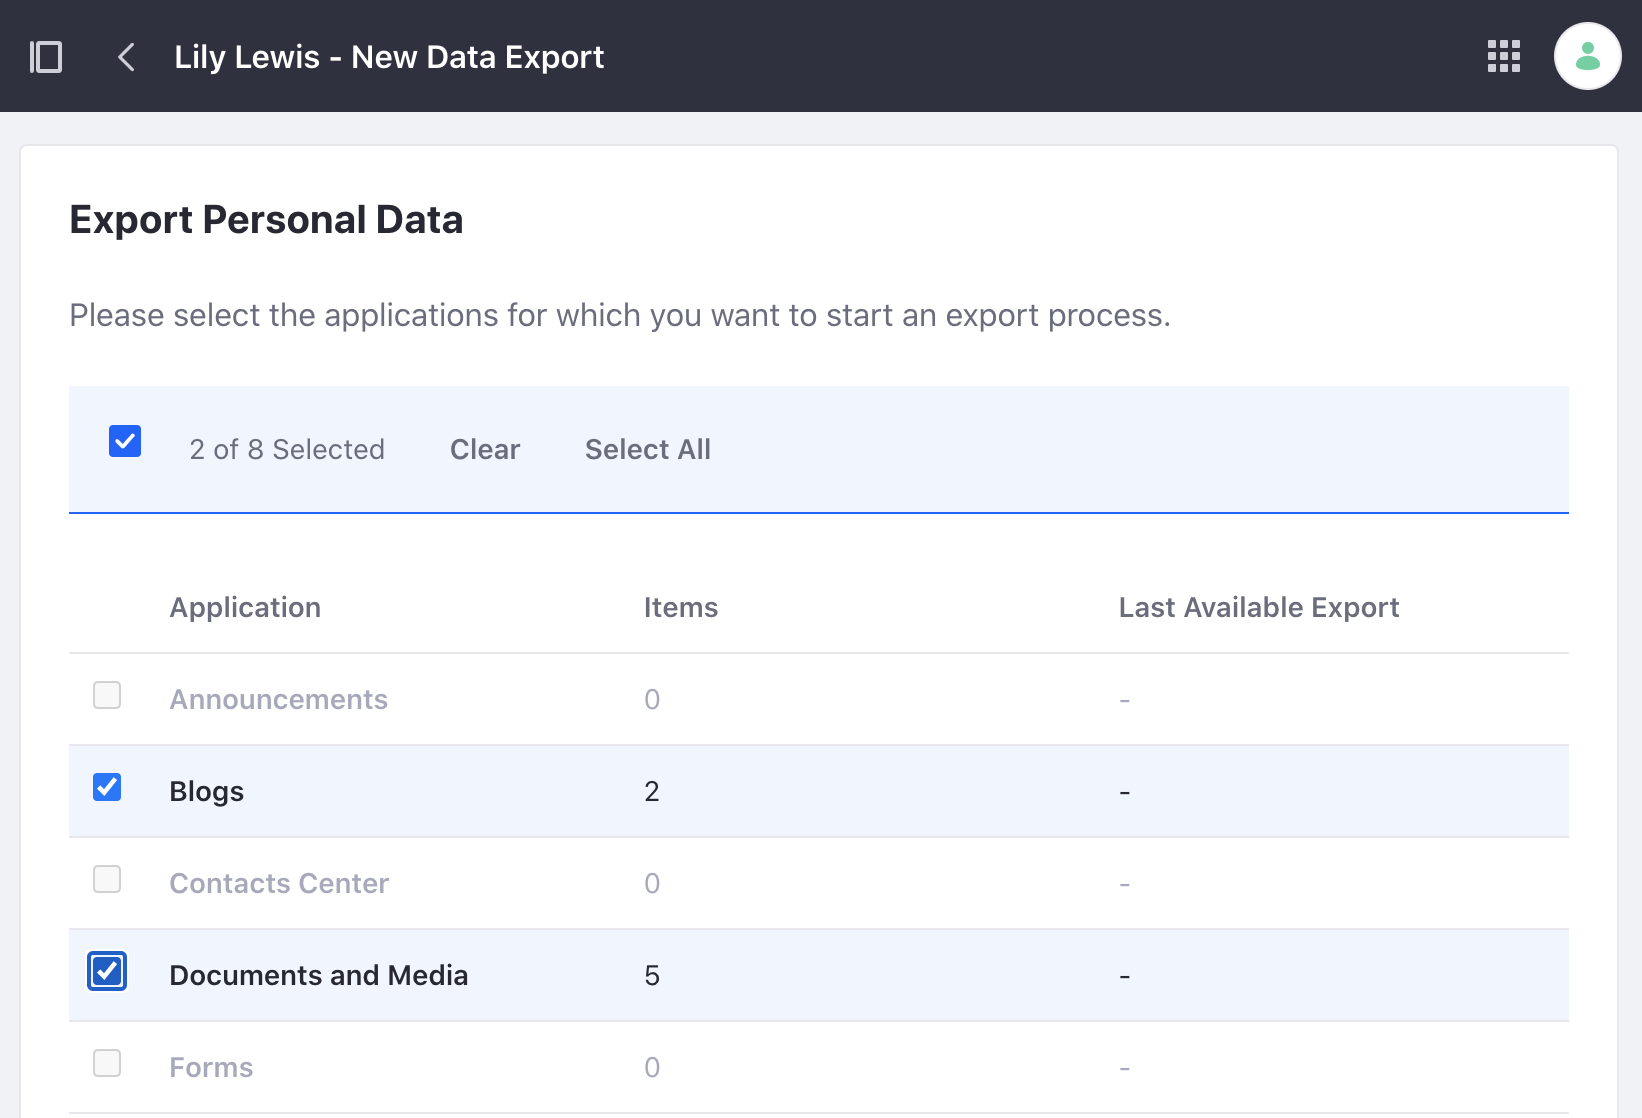 Lily Lewis - New Data Export
Export Personal Data
Please select the applications for which you want to start an export process.
2 of 8 Selected Clear Select All
Application Items Last Available Export
Announcements 0 -
Blogs 2 -
Contacts Center 0 -
Documents and Media 5 -
Forms 0 -